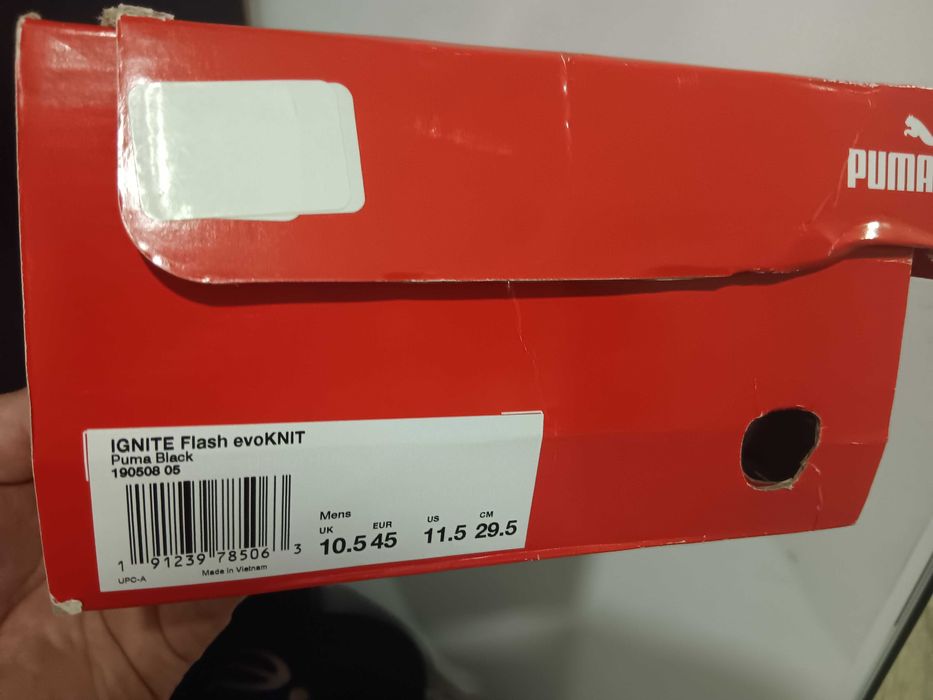 PUMA
IGNITE Flash evoKNIT
Puma Black
190508 05
Mens
UK EUR US CM
10.5 45 11.5 29.5
1 91239 78506 3
UPC-A
Made in Vietnam